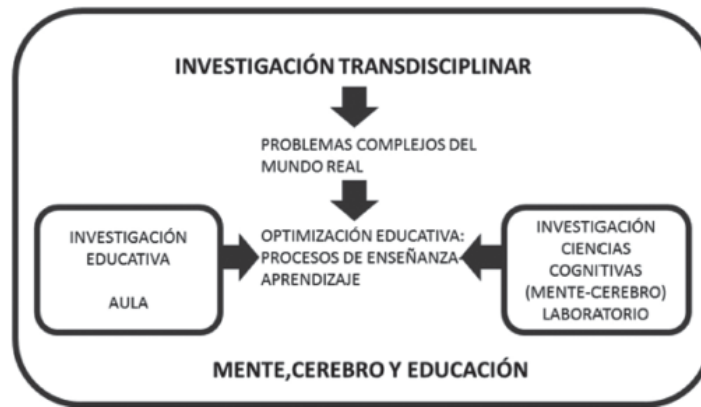 INVESTIGACIÓN TRANSDISCIPLINAR
PROBLEMAS COMPLEJOS DEL
MUNDO REAL
INVESTIGACIÓN
EDUCATIVA
AULA
OPTIMIZACIÓN EDUCATIVA:
PROCESOS DE ENSEÑANZA-
APRENDIZAJE
INVESTIGACIÓN
CIENCIAS
COGNITIVAS
(MENTE-CEREBRO)
LABORATORIO
MENTE,CEREBRO Y EDUCACIÓN